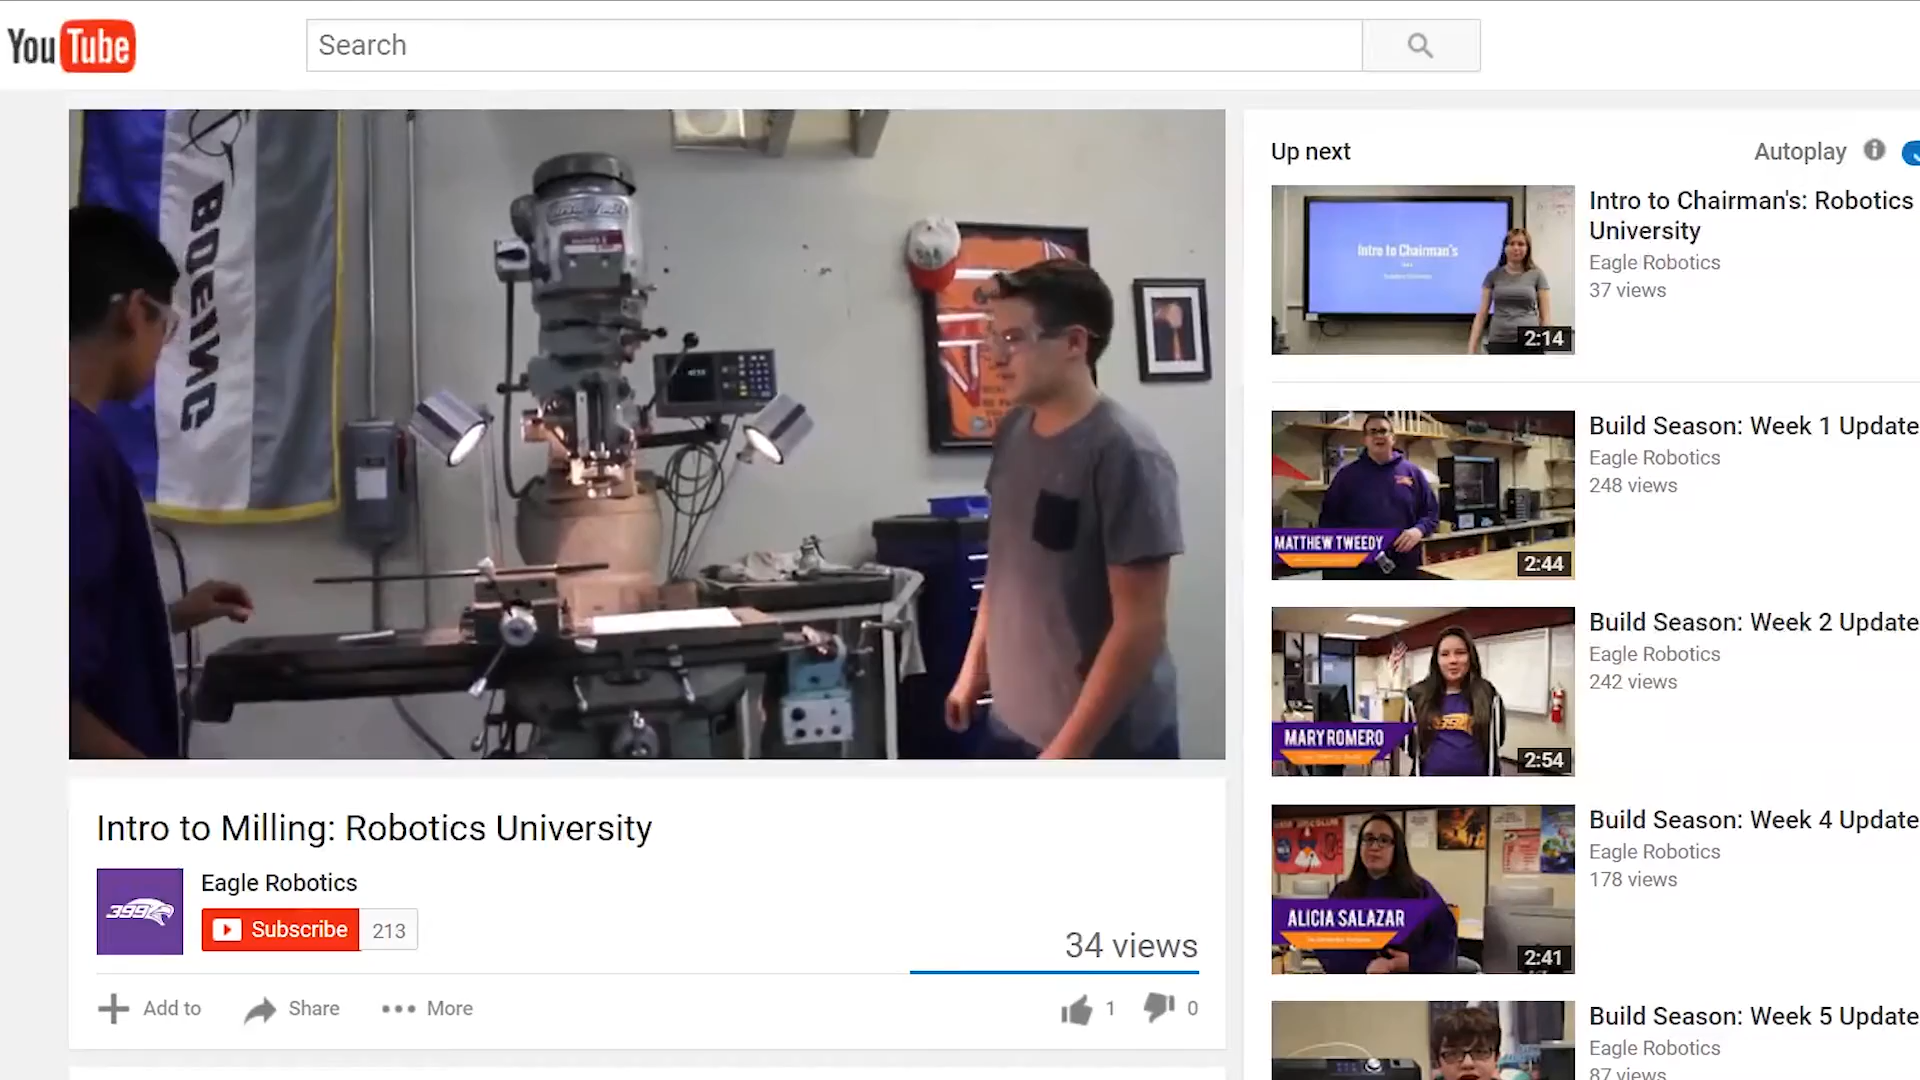 YouTube
Search
BOEING
Up next
Autoplay
Intro to Chairman's
Intro to Chairman's: Robotics
University
Eagle Robotics
37 views
2:14
MATTHEW TWEEDY
2:44
Build Season: Week 1 Update
Eagle Robotics
248 views
399
MARY ROMERO
2:54
Build Season: Week 2 Update
Eagle Robotics
242 views
ALICIA SALAZAR
2:41
Build Season: Week 4 Update
Eagle Robotics
178 views
Build Season: Week 5 Update
Eagle Robotics
87 views
Intro to Milling: Robotics University
399
Eagle Robotics
Subscribe
213
34 views
Add to
Share
More
1
0